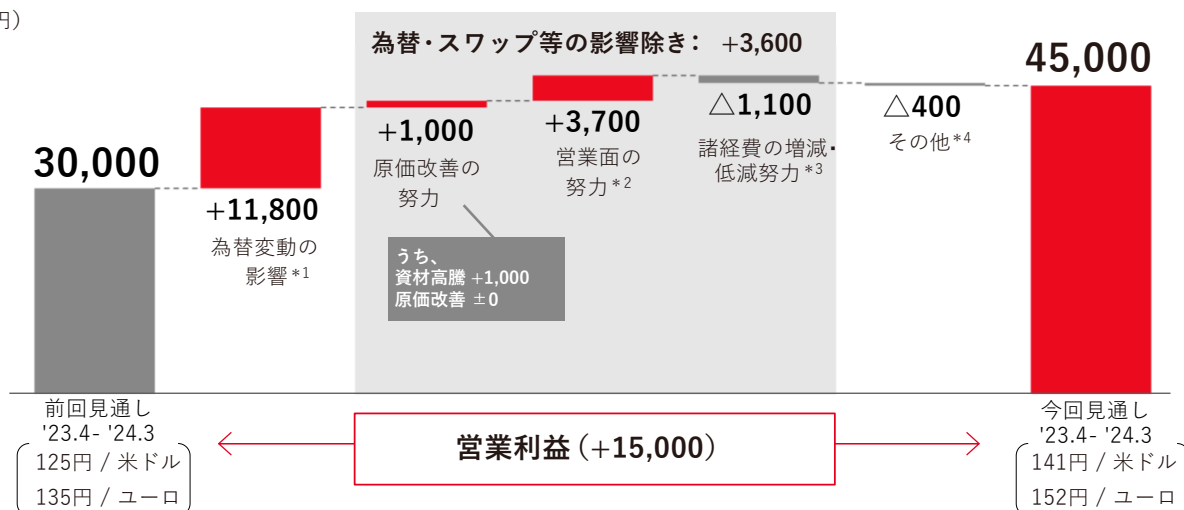 円）
為替・スワップ等の影響除き： +3,600
30,000
+11,800
為替変動の
影響*1
+1,000
原価改善の
努力
うち、
資材高騰 +1,000
原価改善 ±0
+3,700
営業面の
努力*2
△1,100
諸経費の増減・
低減努力*3
△400
その他*4
45,000
前回見通し
'23.4- '24.3
125円 / 米ドル
135円 / ユーロ
営業利益（+15,000）
今回見通し
'23.4- '24.3
141円 / 米ドル
152円 / ユーロ